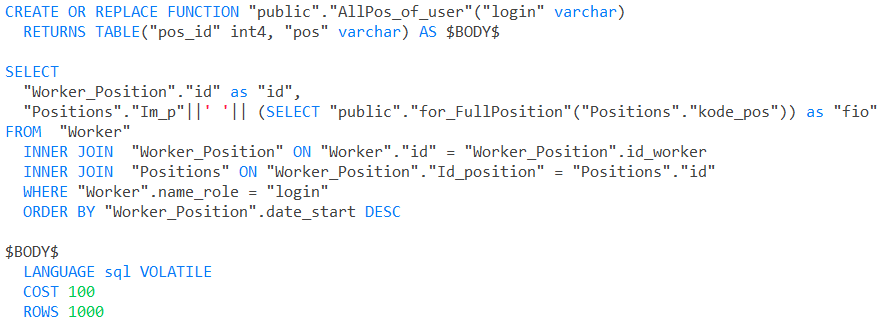 CREATE OR REPLACE FUNCTION "public"."AllPos_of_user"("login" varchar)
  RETURNS TABLE("pos_id" int4, "pos" varchar) AS $BODY$

SELECT
  "Worker_Position"."id" as "id",
  "Positions"."Im_p"||' '|| (SELECT "public"."for_FullPosition"("Positions"."kode_pos")) as "fio"
FROM  "Worker"
  INNER JOIN  "Worker_Position" ON "Worker"."id" = "Worker_Position".id_worker
  INNER JOIN  "Positions" ON "Worker_Position"."Id_position" = "Positions"."id"
  WHERE "Worker".name_role = "login"
  ORDER BY "Worker_Position".date_start DESC

$BODY$
  LANGUAGE sql VOLATILE
  COST 100
  ROWS 1000